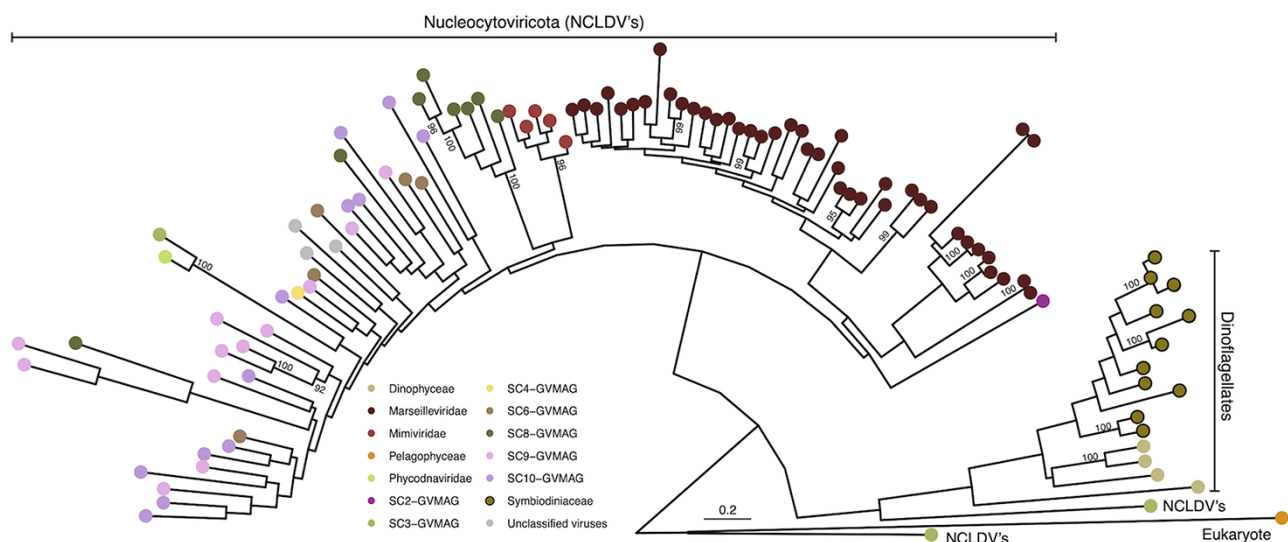 Nucleocytoviricota (NCLDV's)
96
100
100
96
99
99
95
99
100
100
100
100
100
92
Dinophyceae
Marseilleviridae
Mimiviridae
Pelagophyceae
Phycodnaviridae
SC2-GVMAG
SC3-GVMAG
SC4-GVMAG
SC6-GVMAG
SC8-GVMAG
SC9-GVMAG
SC10-GVMAG
Symbiodiniaceae
Unclassified viruses
100
100
100
100
Dinoflagellates
0.2
NCLDV's
NCLDV's
Eukaryote